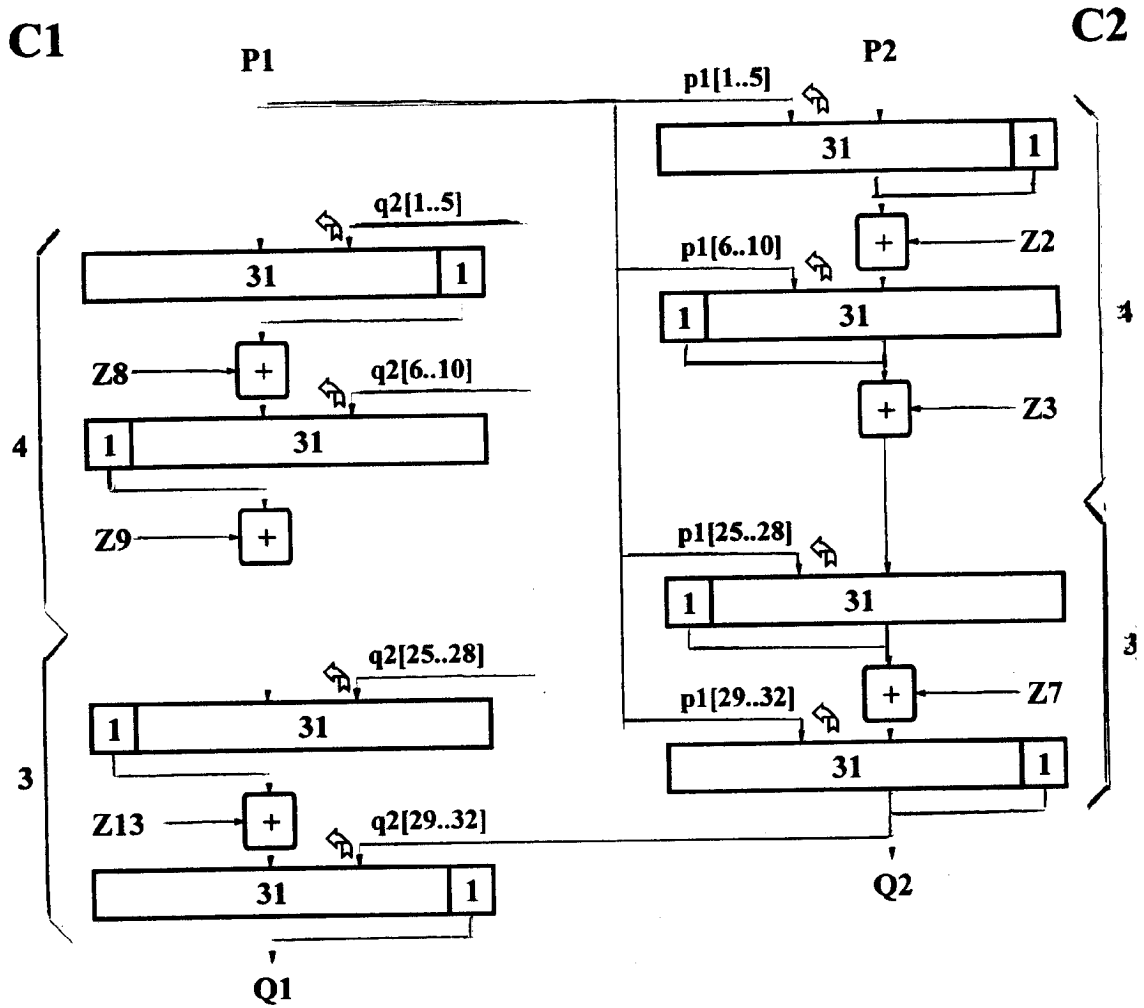 C1
C2
P1
P2
p1[1..5]
31
1
q2[1..5]
Z2
31
1
p1[6..10]
1
31
4
Z8
q2[6..10]
Z3
1
31
4
Z9
p1[25..28]
1
31
q2[25..28]
3
1
31
Z7
p1[29..32]
31
1
3
Z13
q2[29..32]
31
1
Q2
Q1